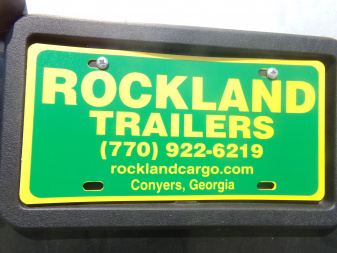 ROCKLAND
TRAILERS
(770) 922-6219
rocklandcargo.com
Conyers, Georgia